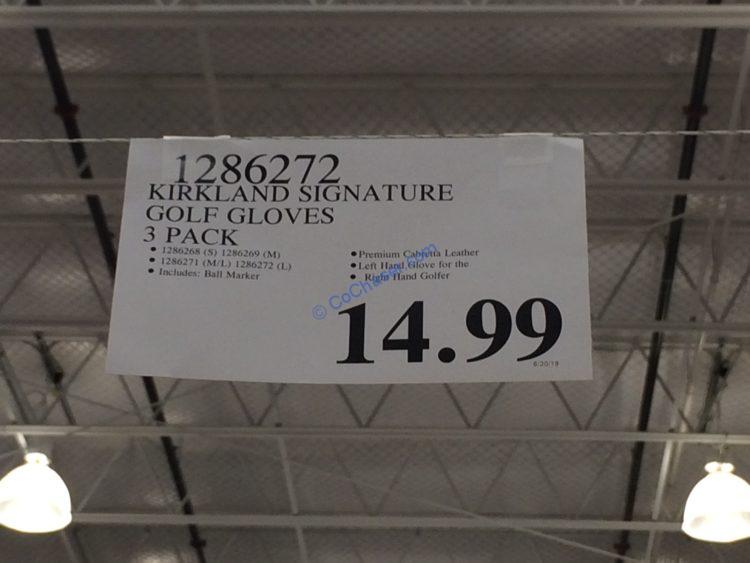 1286272
KIRKLAND SIGNATURE
GOLF GLOVES
3 PACK
• 1286268 (S) 1286269 (M)
• 1286271 (M/L) 1286272 (L)
• Includes: Ball Marker
• Premium Cabretta Leather
• Left Hand Glove for the
• Right Hand Golfer
© CoChaser.com
14.99
6/20/19